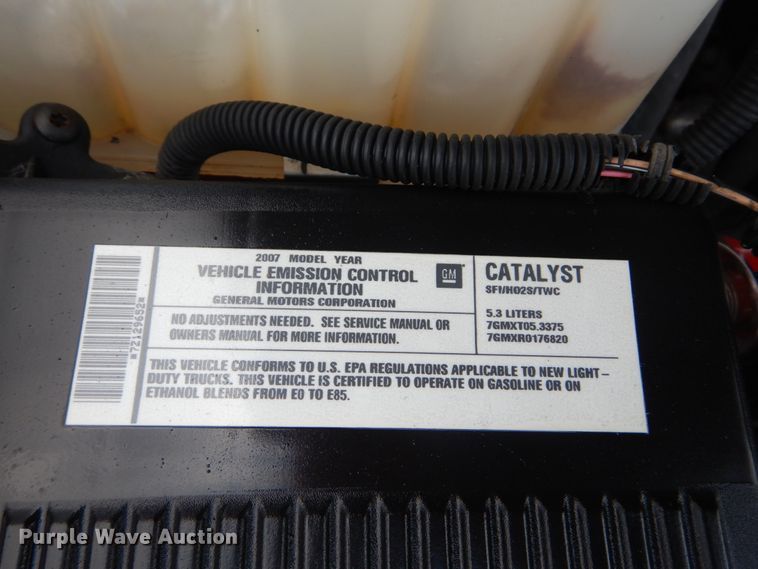 2007 MODEL YEAR
VEHICLE EMISSION CONTROL
INFORMATION
GENERAL MOTORS CORPORATION
GM
CATALYST
SFI/HO2S/TWC
NO ADJUSTMENTS NEEDED. SEE SERVICE MANUAL OR
OWNERS MANUAL FOR MORE INFORMATION.
5.3 LITERS
7GMXT05.3375
7GMXR0176820
THIS VEHICLE CONFORMS TO U.S. EPA REGULATIONS APPLICABLE TO NEW LIGHT-
DUTY TRUCKS. THIS VEHICLE IS CERTIFIED TO OPERATE ON GASOLINE OR ON
ETHANOL BLENDS FROM E0 TO E85.
*72129652*
Purple Wave Auction